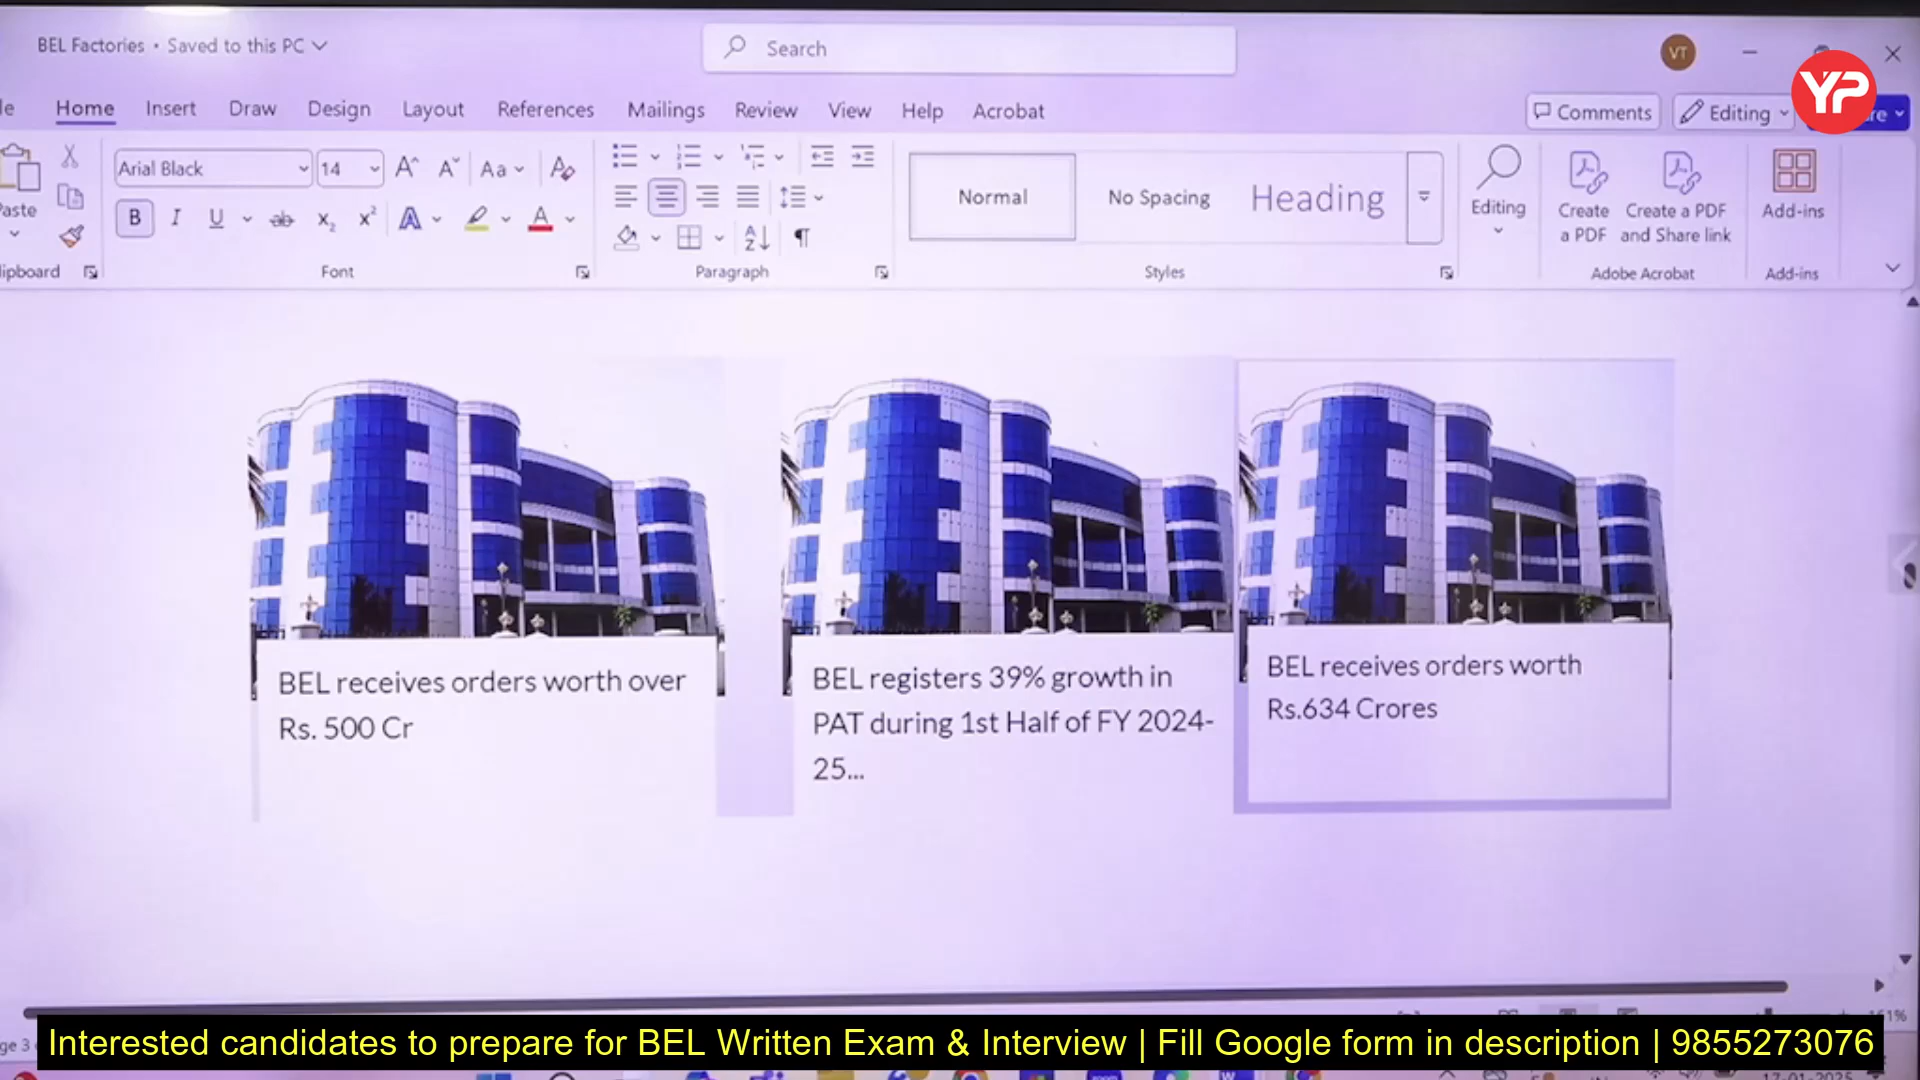 BEL Factories • Saved to this PC
Search
VT
YP
Home Insert Draw Design Layout References Mailings Review View Help Acrobat
Comments Editing
Arial Black 14 Aa
Normal No Spacing Heading
Editing
Create a PDF
Create a PDF and Share link
Add-ins
Font Paragraph Styles Adobe Acrobat Add-ins
BEL receives orders worth over
Rs. 500 Cr
BEL registers 39% growth in
PAT during 1st Half of FY 2024-
25...
BEL receives orders worth
Rs.634 Crores
Interested candidates to prepare for BEL Written Exam & Interview | Fill Google form in description | 9855273076
17-01-2025